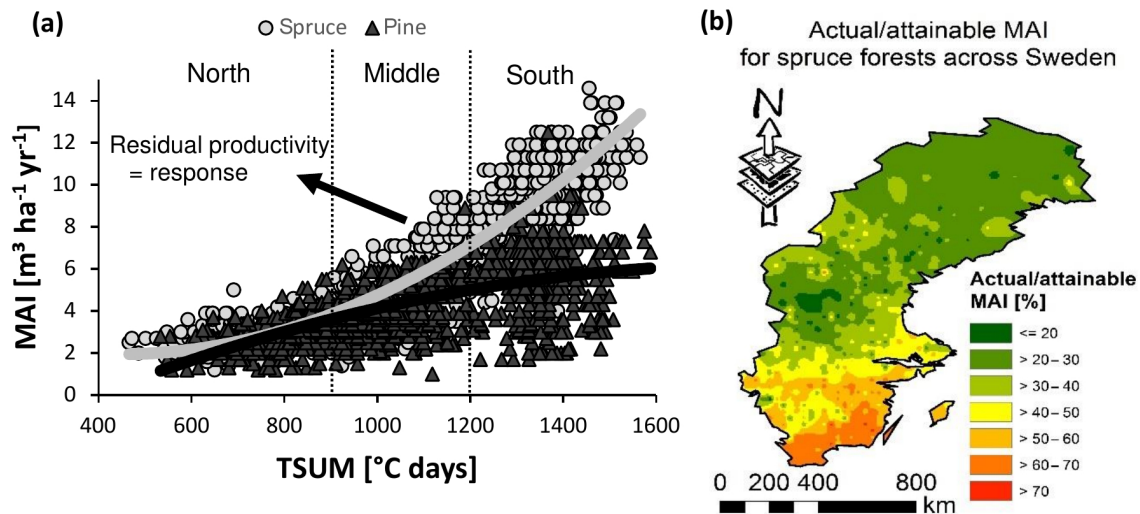 (a)
Spruce Pine
North Middle South
Residual productivity
= response
MAI [m³ ha⁻¹ yr⁻¹]
14
12
10
8
6
4
2
0
400 600 800 1000 1200 1400 1600
TSUM [°C days]
(b)
Actual/attainable MAI
for spruce forests across Sweden
N
Actual/attainable
MAI [%]
<= 20
> 20 – 30
> 30 – 40
> 40 – 50
> 50 – 60
> 60 – 70
> 70
0 200 400 800
km